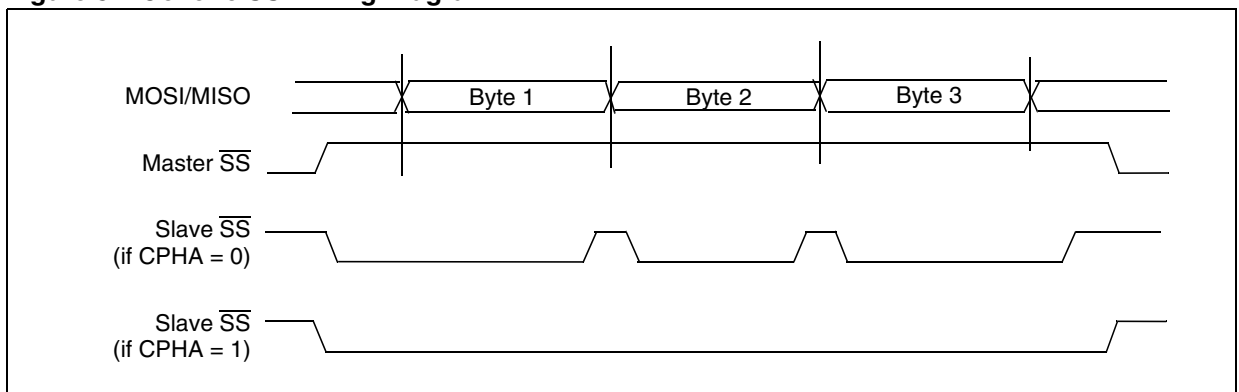 MOSI/MISO
Byte 1
Byte 2
Byte 3
Master SS
Slave SS
(if CPHA = 0)
Slave SS
(if CPHA = 1)